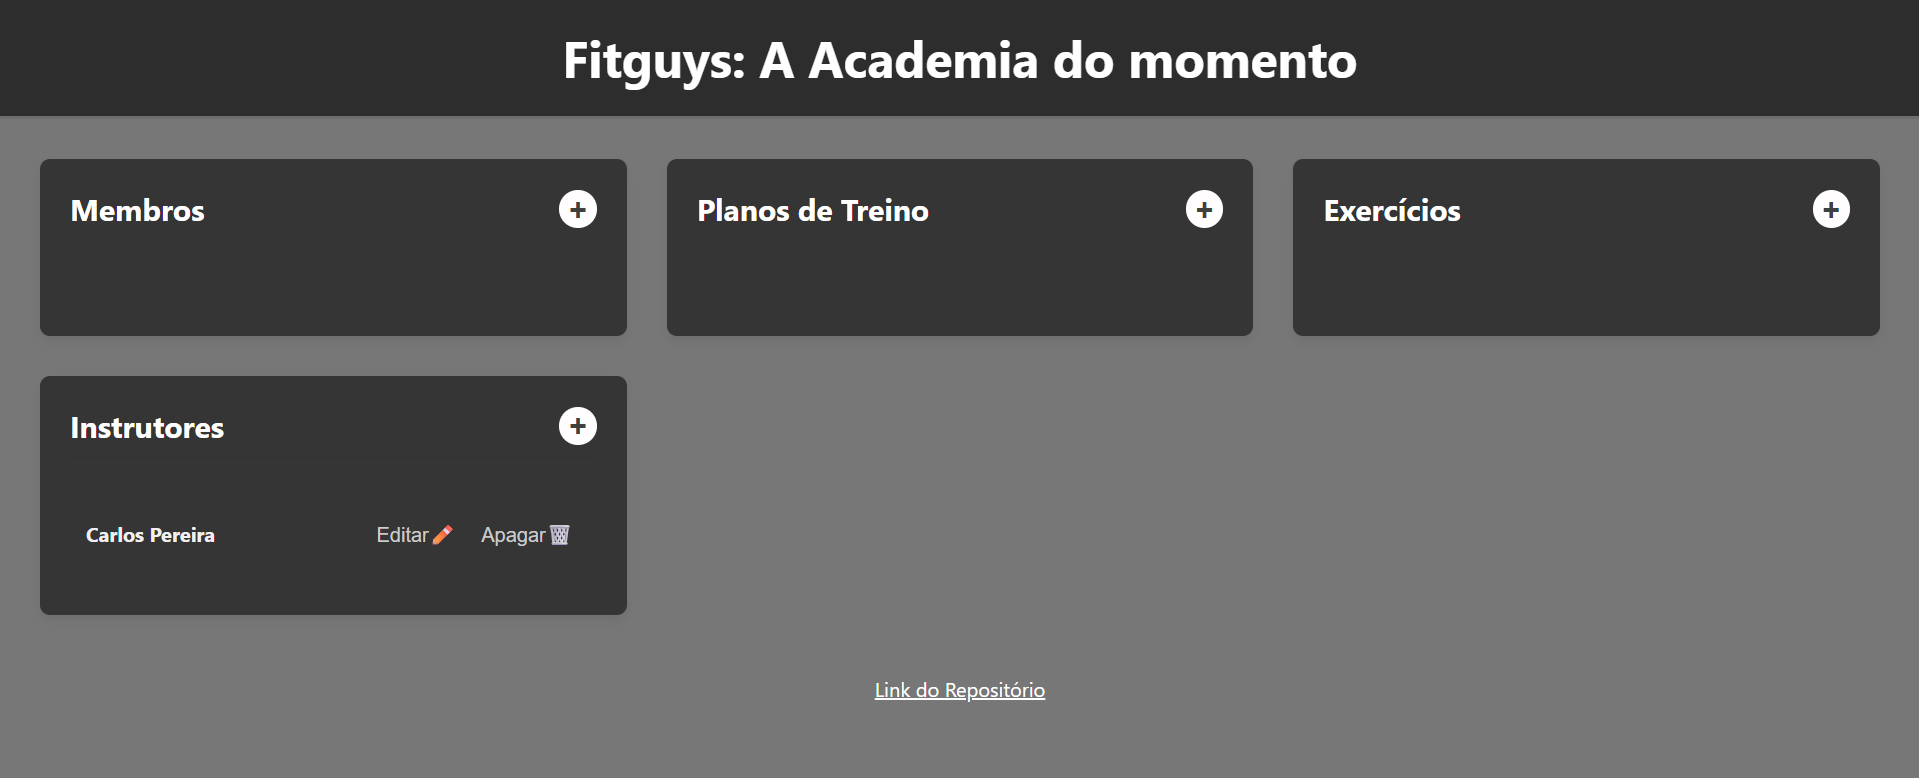 Fitguys: A Academia do momento
Membros +
Planos de Treino +
Exercícios +
Instrutores +
Carlos Pereira Editar Apagar
Link do Repositório